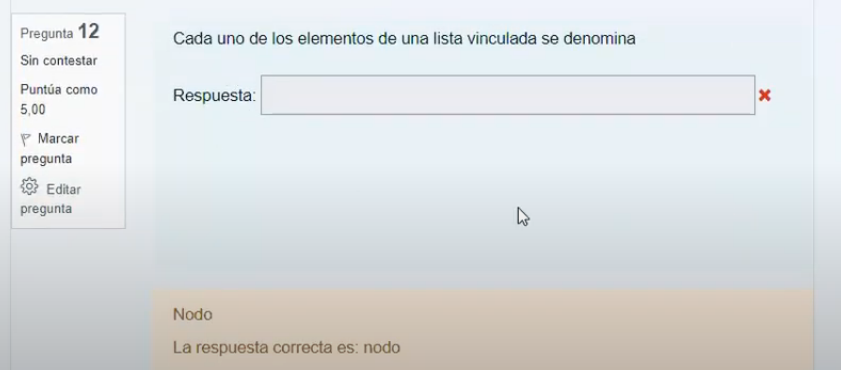 Pregunta 12
Sin contestar
Puntúa como
5,00
Marcar
pregunta
Editar
pregunta
Cada uno de los elementos de una lista vinculada se denomina
Respuesta:
Nodo
La respuesta correcta es: nodo